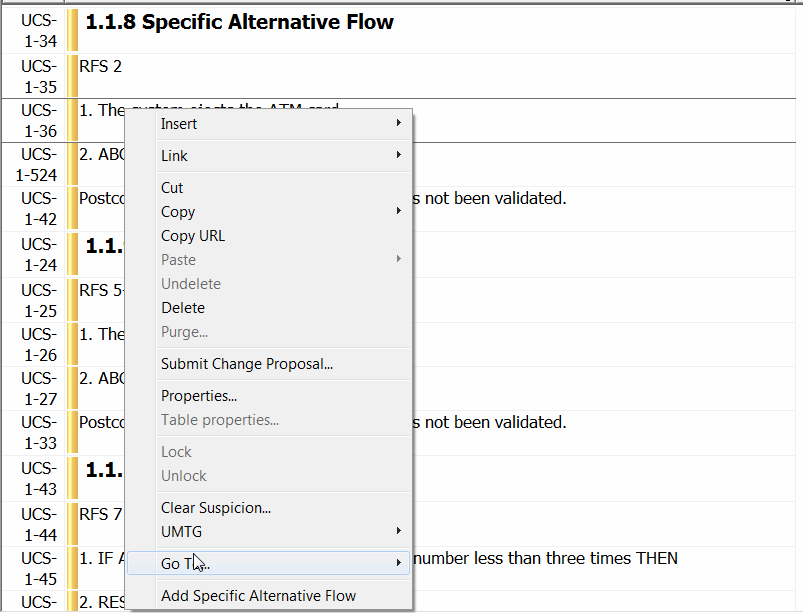 UCS-
1-34
1.1.8 Specific Alternative Flow
UCS-
1-35
RFS 2
UCS-
1-36
1. The system ejects the ATM card
UCS-
1-524
2. ABO
UCS-
1-42
Postco
s not been validated.
UCS-
1-24
1.1.
UCS-
1-25
RFS 5-
UCS-
1-26
1. The
UCS-
1-27
2. ABO
UCS-
1-33
Postco
s not been validated.
UCS-
1-43
1.1.
UCS-
1-44
RFS 7
UCS-
1-45
1. IF A
number less than three times THEN
UCS-
2. RES
Insert
Link
Cut
Copy
Copy URL
Paste
Undelete
Delete
Purge...
Submit Change Proposal...
Properties...
Table properties...
Lock
Unlock
Clear Suspicion...
UMTG
Go T...
Add Specific Alternative Flow